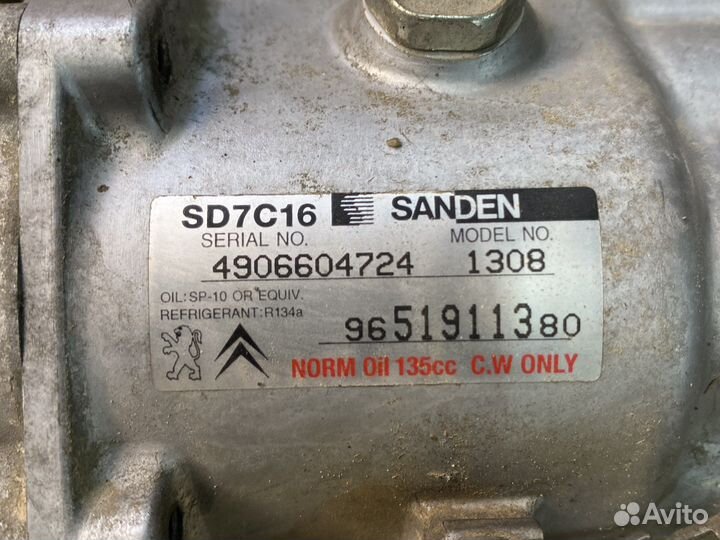 SD7C16 SANDEN
SERIAL NO. MODEL NO.
4906604724 1308
OIL: SP-10 OR EQUIV.
REFRIGERANT: R134a
9651911380
NORM Oil 135cc C.W ONLY
Avito